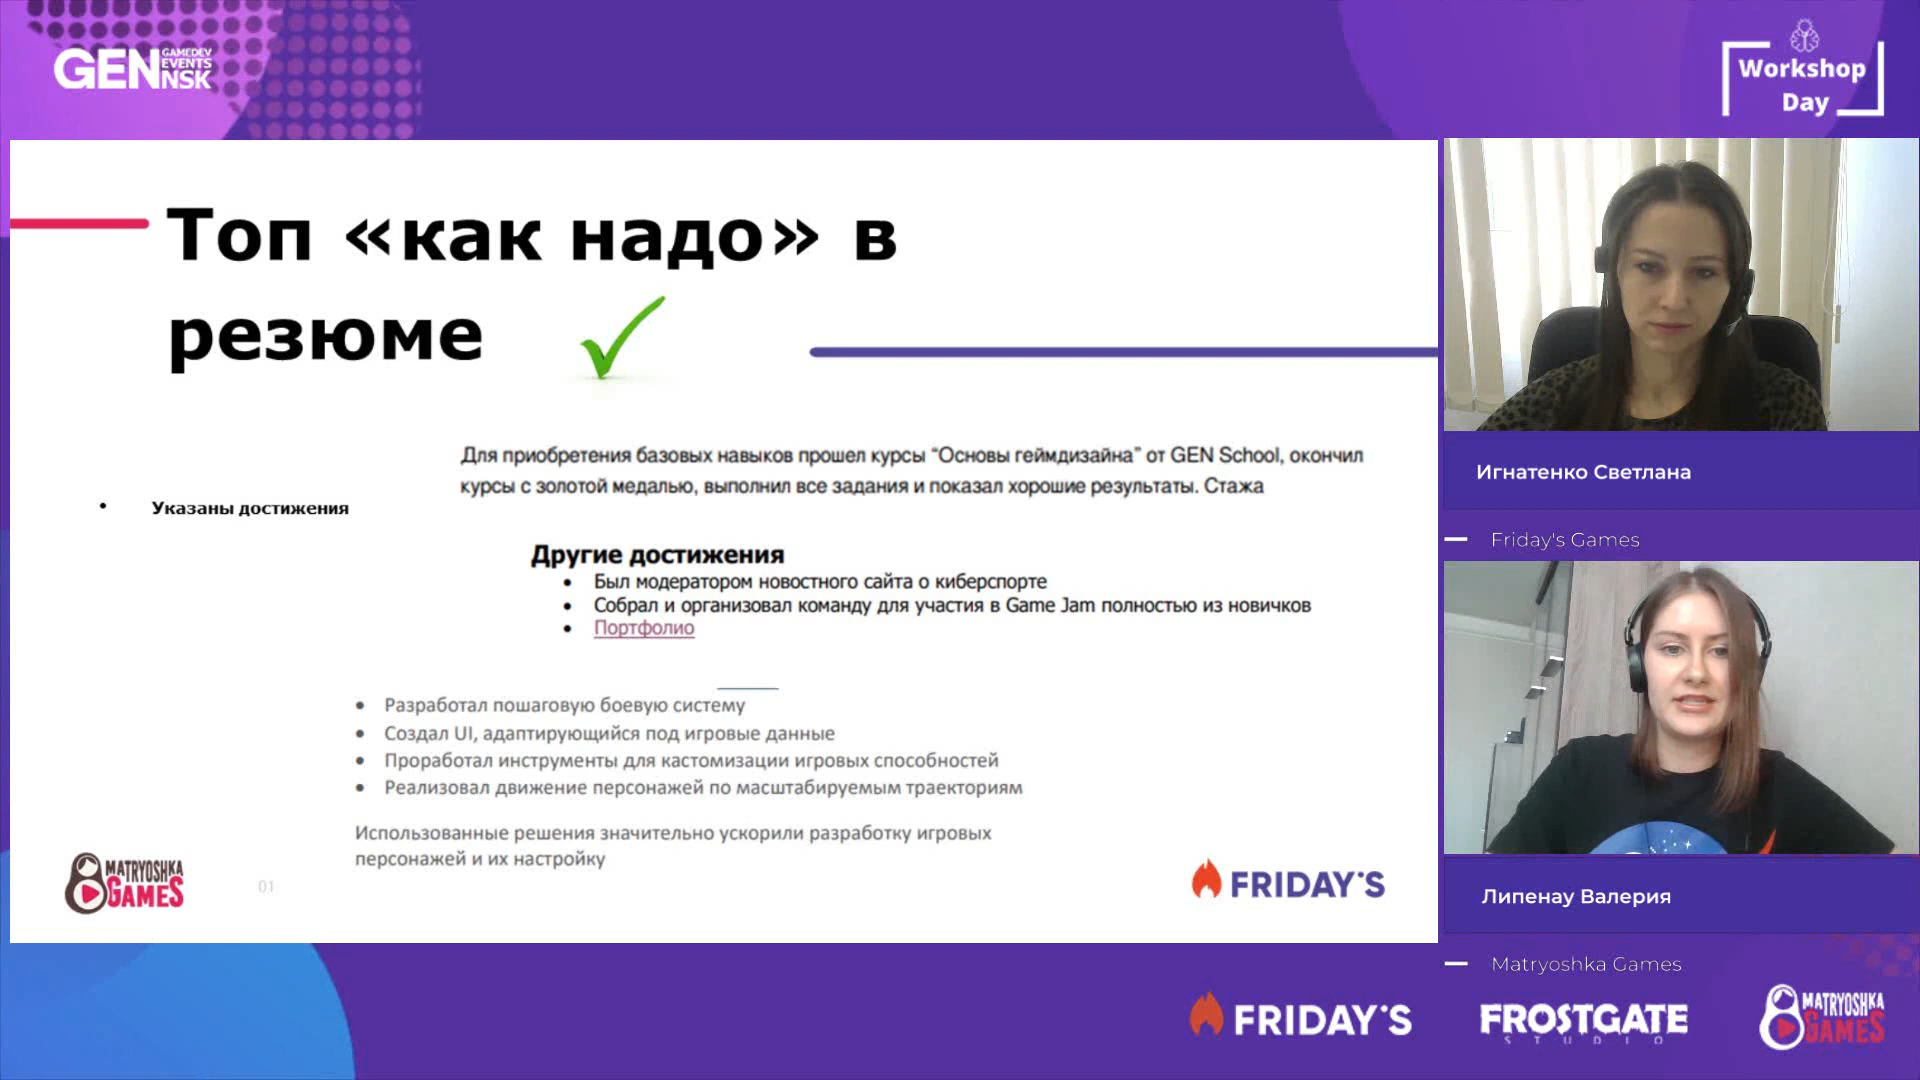 GEN GAMEDEV EVENTS NSK
Workshop
Day
Топ «как надо» в
резюме
Для приобретения базовых навыков прошел курсы “Основы геймдизайна” от GEN School, окончил
курсы с золотой медалью, выполнил все задания и показал хорошие результаты. Стажа
• Указаны достижения
Другие достижения
• Был модератором новостного сайта о киберспорте
• Собрал и организовал команду для участия в Game Jam полностью из новичков
• Портфолио
• Разработал пошаговую боевую систему
• Создал UI, адаптирующийся под игровые данные
• Проработал инструменты для кастомизации игровых способностей
• Реализовал движение персонажей по масштабируемым траекториям
Использованные решения значительно ускорили разработку игровых
персонажей и их настройку
MATRYOSHKA
GAMES
01
FRIDAY'S
Игнатенко Светлана
Friday's Games
Липенау Валерия
Matryoshka Games
FRIDAY'S
FROSTGATE
STUDIO
MATRYOSHKA
GAMES